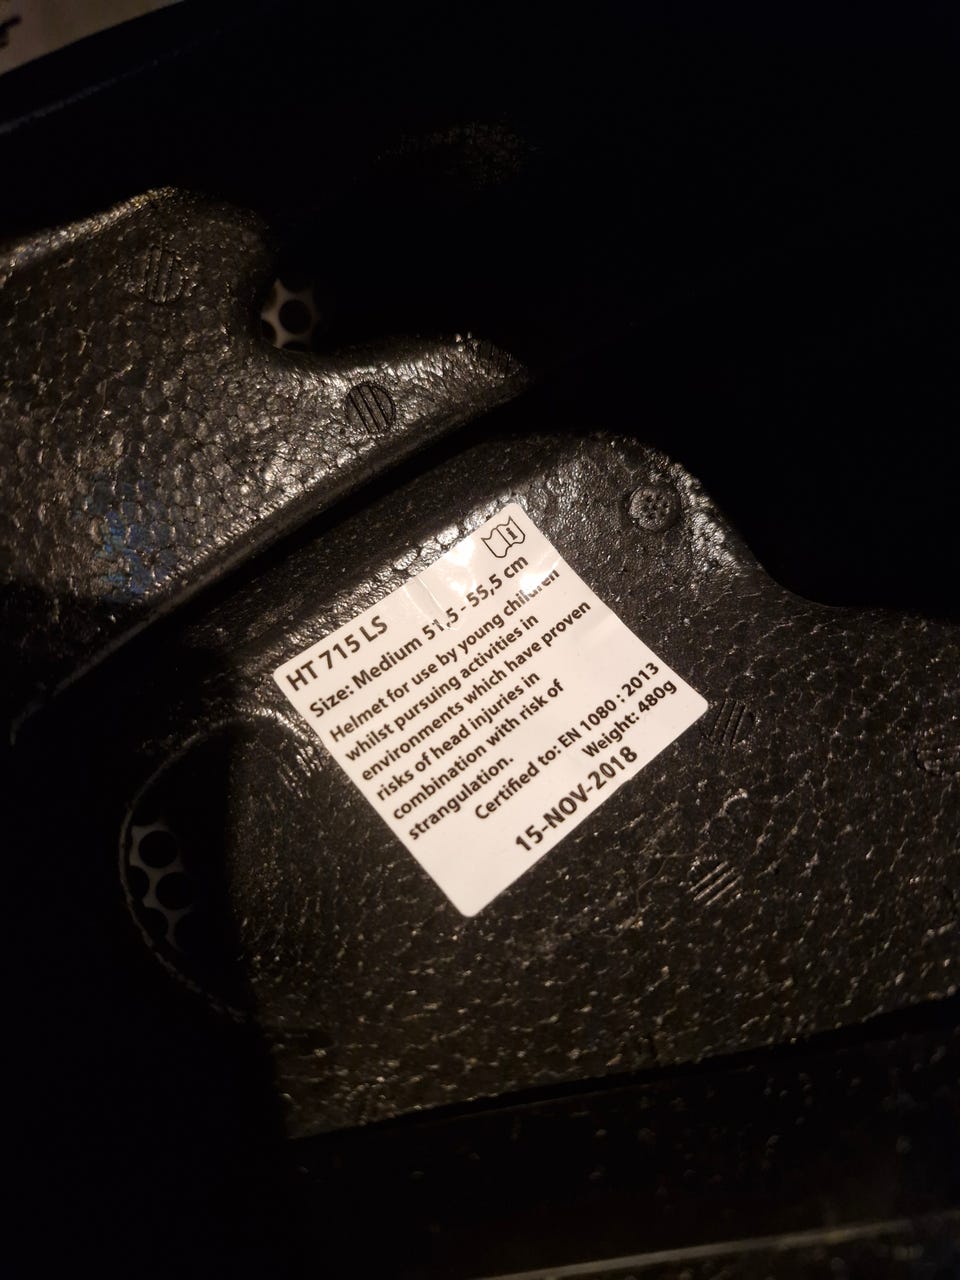 HT 715 LS
Size: Medium 51,5 - 55,5 cm
Helmet for use by young children
whilst pursuing activities in
environments which have proven
risks of head injuries in
combination with risk of
strangulation.
Certified to: EN 1080 : 2013
Weight: 480g
15-NOV-2018